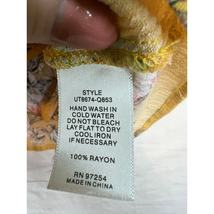 STYLE
UT8674-Q853
HAND WASH IN
COLD WATER
DO NOT BLEACH
LAY FLAT TO DRY
COOL IRON
IF NECESSARY
100% RAYON
RN 97254
MADE IN CHINA